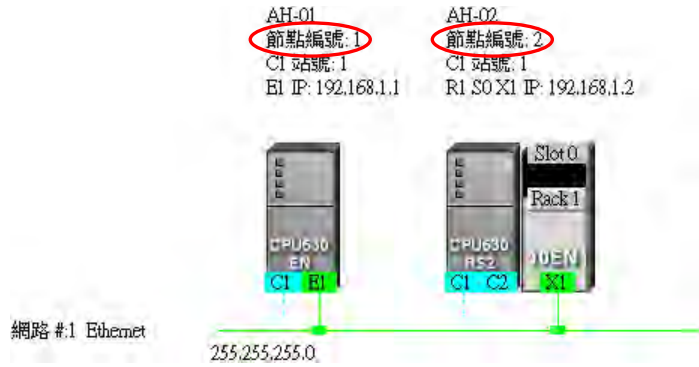 AH-01
節點編號: 1
C1 站號: 1
E1 IP: 192.168.1.1
AH-02
節點編號: 2
C1 站號: 1
R1 S0 X1 IP: 192.168.1.2
CPU530
EN
C1 E1
CPU530
RS2
C1 C2
Slot 0
Rack 1
10EN
X1
網路 #:1 Ethernet
255.255.255.0